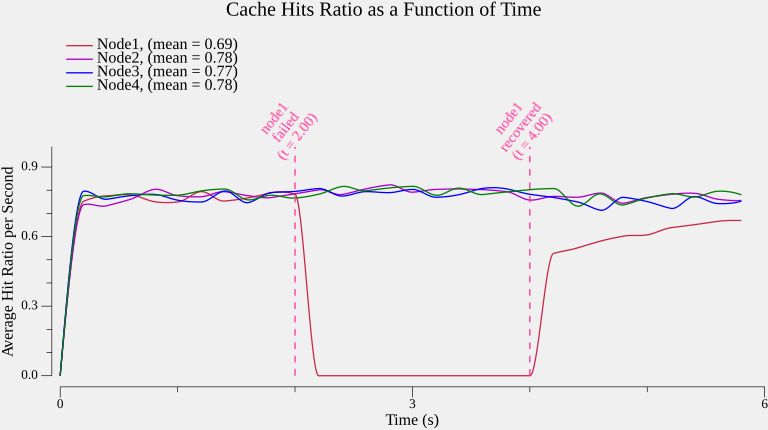 Cache Hits Ratio as a Function of Time
Node1, (mean = 0.69)
Node2, (mean = 0.78)
Node3, (mean = 0.77)
Node4, (mean = 0.78)
node1
failed
(t = 2.00)
node1
recovered
(t = 4.00)
Average Hit Ratio per Second
0.9
0.6
0.3
0.0
0
3
6
Time (s)